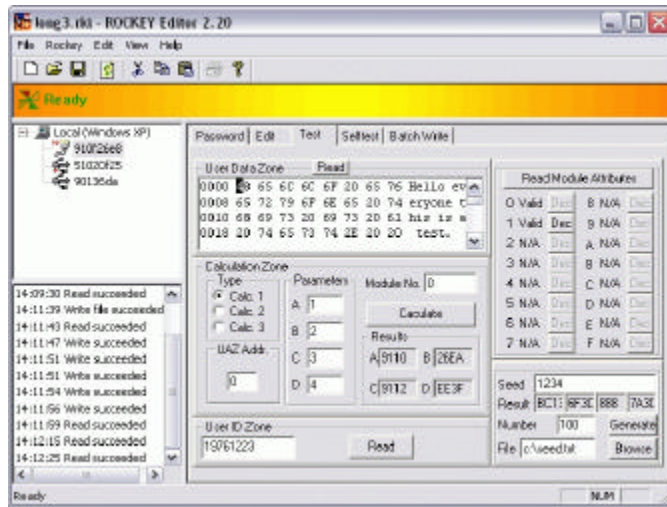 long3.rki - ROCKEY Editor 2.20
File Rockey Edit View Help
Ready
Local (Windows XP)
910f26e8
51020f25
90136da
Password Edit Test Selftest Batch Write
User Data Zone Read
0000 65 6C 6C 6F 20 65 76 Hello ev
0008 65 72 79 6F 6E 65 20 74 eryone t
0010 68 69 73 20 69 73 20 61 his is a
0018 20 74 65 73 74 2E 20 20 test.
Read Module Attributes
0 Valid Dec 8 N/A Dec
1 Valid Dec 9 N/A Dec
2 N/A Dec A N/A Dec
3 N/A Dec B N/A Dec
4 N/A Dec C N/A Dec
5 N/A Dec D N/A Dec
6 N/A Dec E N/A Dec
7 N/A Dec F N/A Dec
Calculation Zone
Type Parameters Module No. 0
Calc. 1 A 1
Calc. 2 B 2 Caculate
Calc. 3 C 3 Results
UAZ Addr. A 9110 B 26EA
0 D 4 C 9112 D EE3F
14:09:30 Read succeeded
14:11:39 Write file succeeded
14:11:43 Read succeeded
14:11:47 Write succeeded
14:11:51 Write succeeded
14:11:51 Write succeeded
14:11:54 Write succeeded
14:11:56 Write succeeded
14:11:59 Read succeeded
14:12:15 Read succeeded
14:12:25 Read succeeded
User ID Zone
19761223 Read
Seed 1234
Result 6F3D 888 7A3D
Number 100 Generate
File c:\seed.txt Browse
Ready NUM